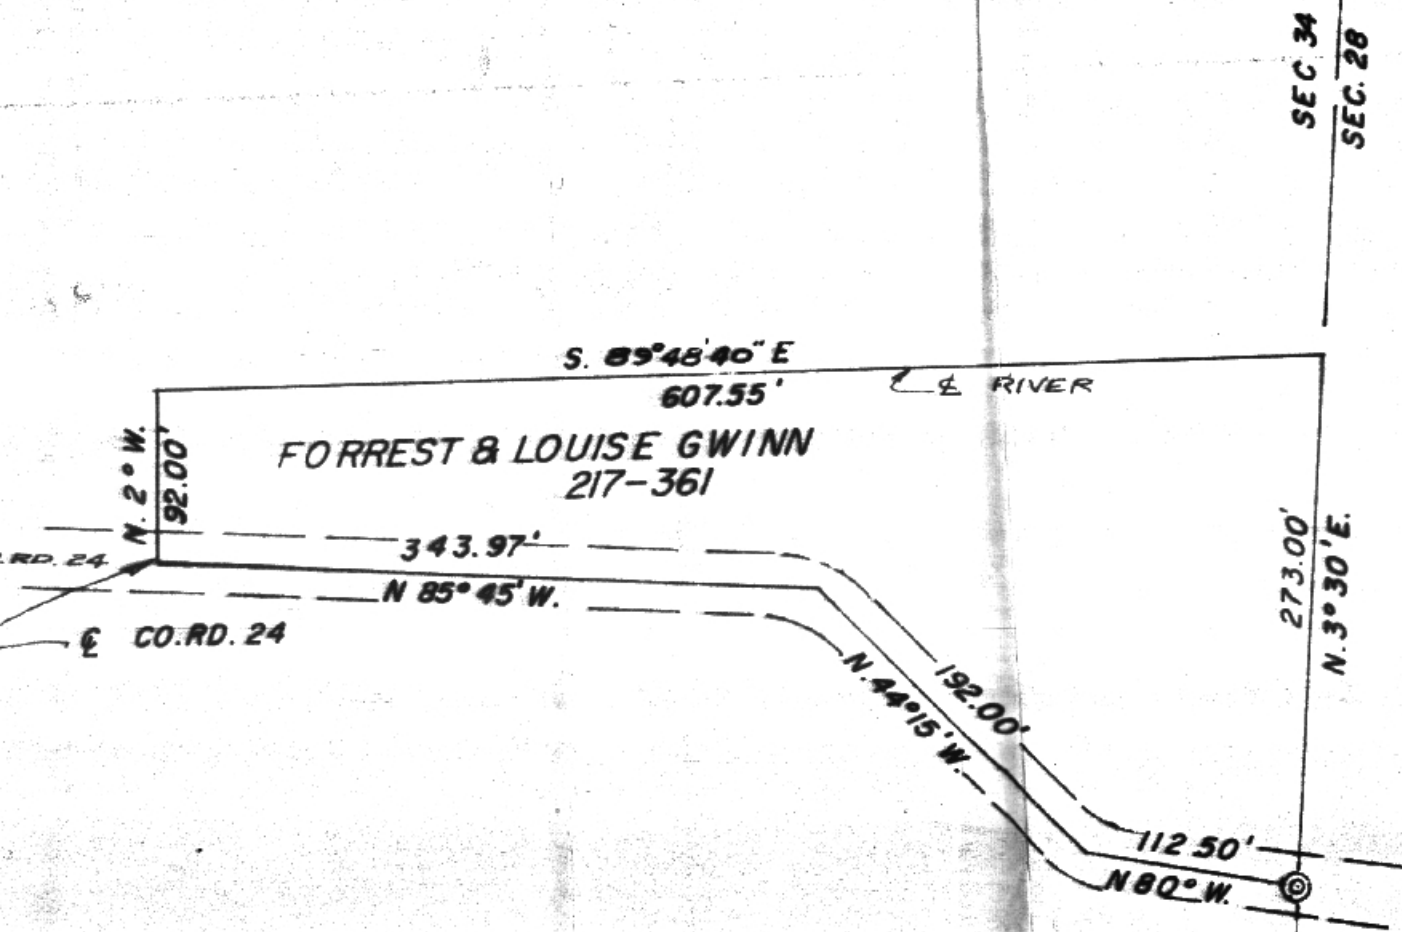 SEC 34
SEC. 28
S. 89°48'40" E
607.55'
℄ RIVER
N. 2° W.
92.00'
FORREST & LOUISE GWINN
217-361
343.97'
N 85°45' W.
RD. 24
℄ CO.RD. 24
N. 44°15' W.
192.00'
273.00'
N. 3°30' E.
112 50'
N 80° W.